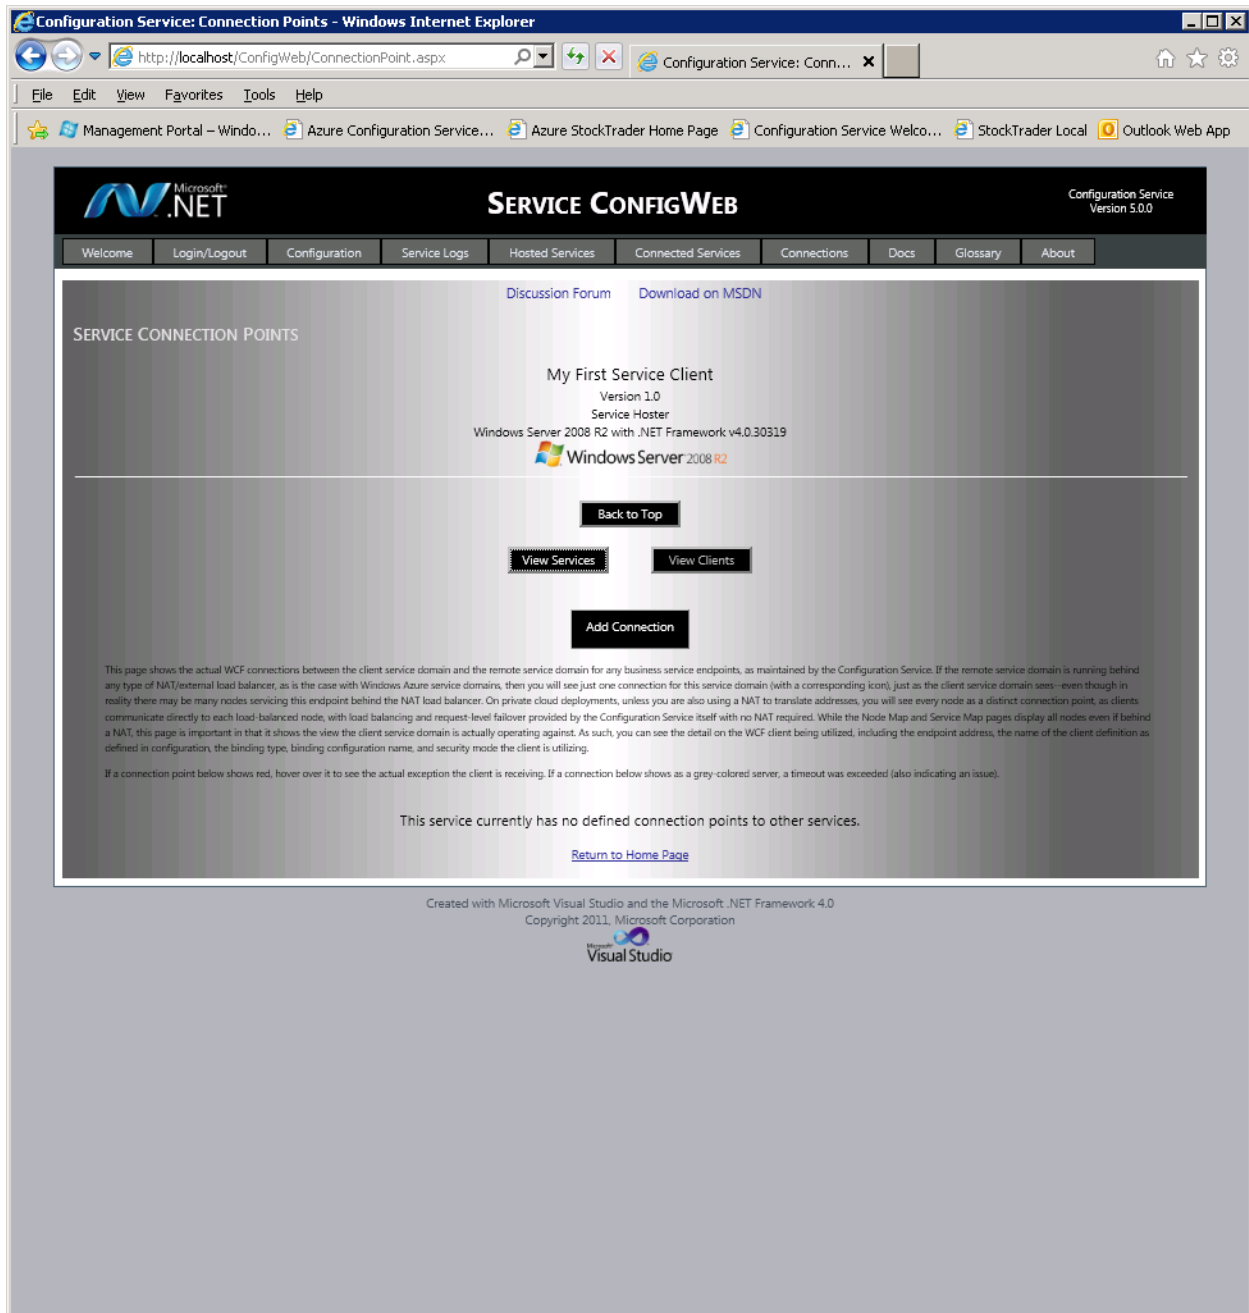 Configuration Service: Connection Points - Windows Internet Explorer
http://localhost/ConfigWeb/ConnectionPoint.aspx
Configuration Service: Conn...
File Edit View Favorites Tools Help
Management Portal – Windo... Azure Configuration Service... Azure StockTrader Home Page Configuration Service Welco... StockTrader Local Outlook Web App
Microsoft
.NET
SERVICE CONFIGWEB
Configuration Service
Version 5.0.0
Welcome Login/Logout Configuration Service Logs Hosted Services Connected Services Connections Docs Glossary About
Discussion Forum Download on MSDN
SERVICE CONNECTION POINTS
My First Service Client
Version 1.0
Service Hoster
Windows Server 2008 R2 with .NET Framework v4.0.30319
Windows Server 2008 R2
Back to Top
View Services View Clients
Add Connection
This page shows the actual WCF connections between the client service domain and the remote service domain for any business service endpoints, as maintained by the Configuration Service. If the remote service domain is running behind
any type of NAT/external load balancer, as is the case with Windows Azure service domains, then you will see just one connection for this service domain (with a corresponding icon), just as the client service domain sees--even though in
reality there may be many nodes servicing this endpoint behind the NAT load balancer. On private cloud deployments, unless you are also using a NAT to translate addresses, you will see every node as a distinct connection point, as clients
communicate directly to each load-balanced node, with load balancing and request-level failover provided by the Configuration Service itself with no NAT required. While the Node Map and Service Map pages display all nodes even if behind
a NAT, this page is important in that it shows the view the client service domain is actually operating against. As such, you can see the detail on the WCF client being utilized, including the endpoint address, the name of the client definition as
defined in configuration, the binding type, binding configuration name, and security mode the client is utilizing.
If a connection point below shows red, hover over it to see the actual exception the client is receiving. If a connection below shows as a grey-colored server, a timeout was exceeded (also indicating an issue).
This service currently has no defined connection points to other services.
Return to Home Page
Created with Microsoft Visual Studio and the Microsoft .NET Framework 4.0
Copyright 2011, Microsoft Corporation
Microsoft
Visual Studio